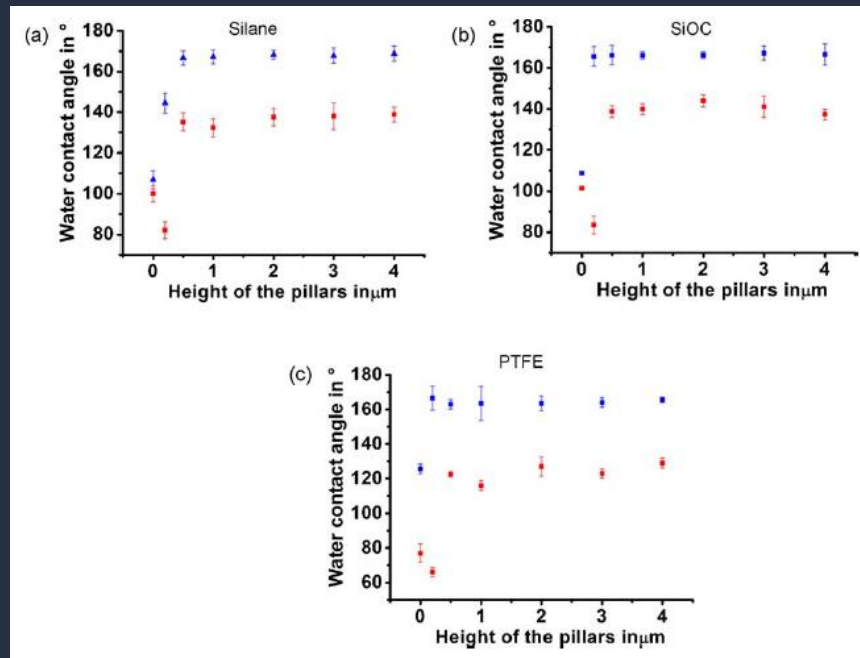 (a)
Silane
Water contact angle in °
180
160
140
120
100
80
0 1 2 3 4
Height of the pillars inμm
(b)
SiOC
Water contact angle in °
180
160
140
120
100
80
0 1 2 3 4
Height of the pillars inμm
(c)
PTFE
Water contact angle in °
180
160
140
120
100
80
60
0 1 2 3 4
Height of the pillars inμm